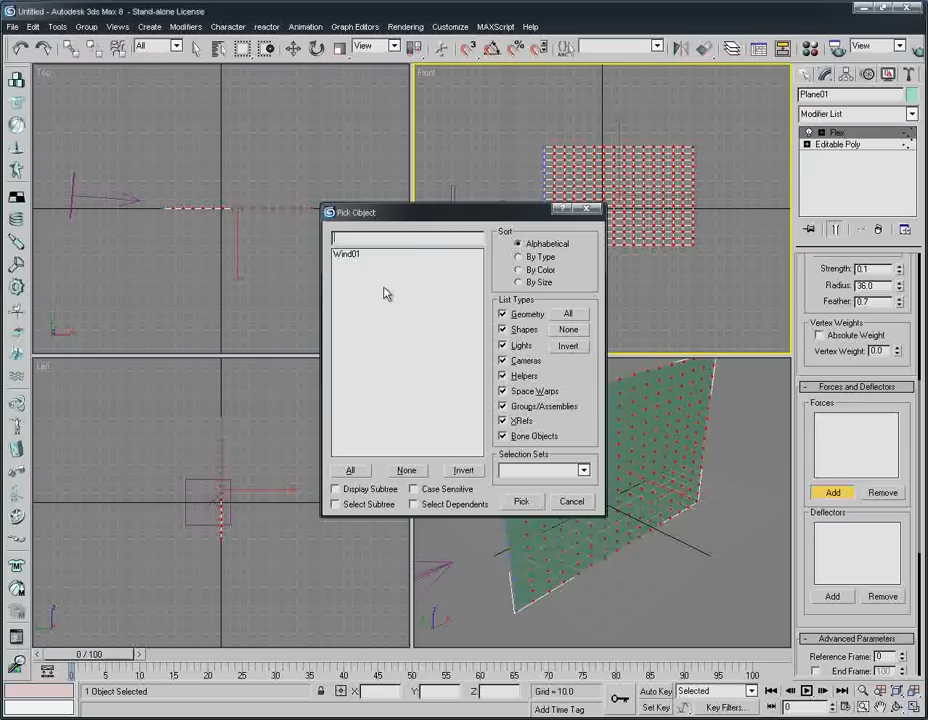 Untitled - Autodesk 3ds Max 8 - Stand-alone License
File Edit Tools Group Views Create Modifiers Character reactor Animation Graph Editors Rendering Customize MAXScript Help
All View View
Top Front
Plane01
Modifier List
Flex
Editable Poly
Pick Object
Wind01
Sort
Alphabetical
By Type
By Color
By Size
List Types
Geometry All
Shapes None
Lights Invert
Cameras
Helpers
Space Warps
Groups/Assemblies
XRefs
Bone Objects
Selection Sets
All None Invert
Display Subtree Case Sensitive
Select Subtree Select Dependents
Pick Cancel
Strength: 0.1
Radius: 36.0
Feather: 0.7
Vertex Weights
Absolute Weight
Vertex Weight: 0.0
Forces and Deflectors
Forces
Add Remove
Deflectors
Add Remove
Advanced Parameters
Reference Frame: 0
End Frame: 100
Left
0 / 100
0 5 10 15 20 25 30 35 40 45 50 55 60 65 70 75 80 85 90 95 100
1 Object Selected X: Y: Z: Grid = 10.0 Auto Key Selected
Add Time Tag Set Key Key Filters... 0